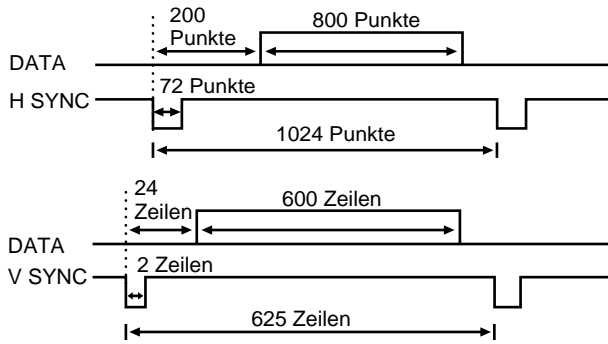 200
Punkte
800 Punkte
DATA
72 Punkte
H SYNC
1024 Punkte
24
Zeilen
600 Zeilen
DATA
2 Zeilen
V SYNC
625 Zeilen